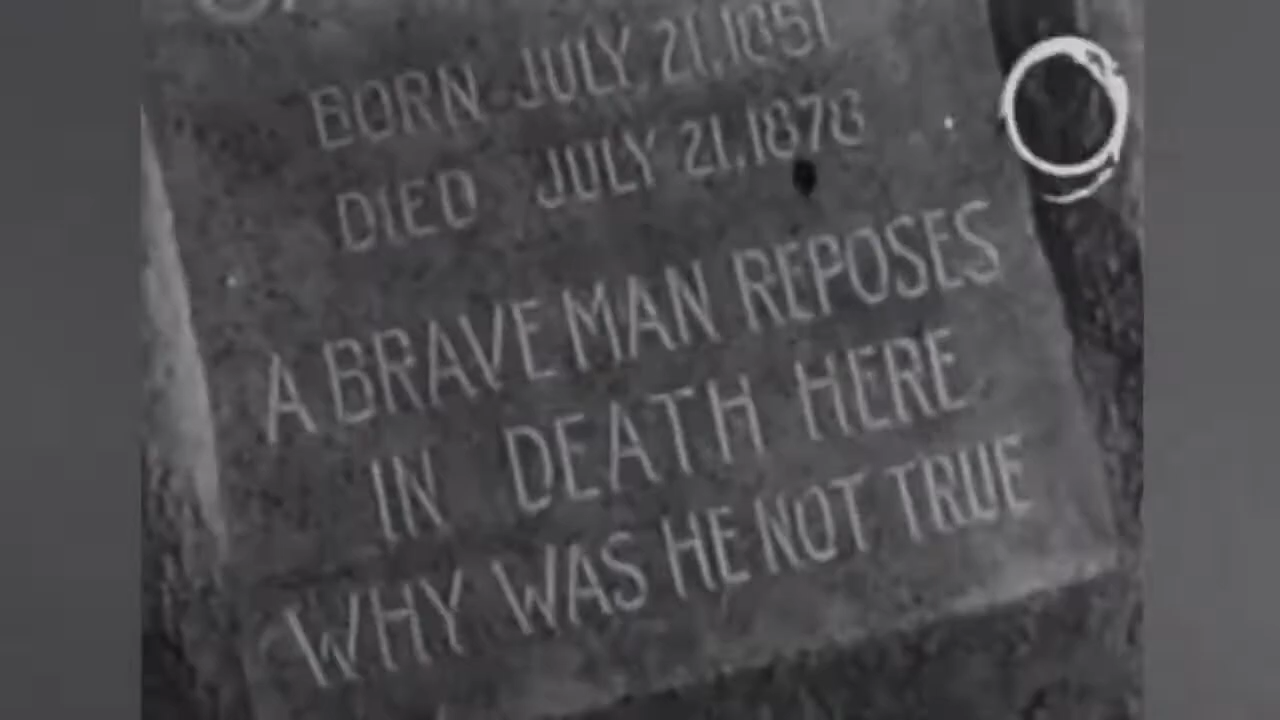 BORN JULY, 21, 1851
DIED JULY 21, 1878
A BRAVE MAN REPOSES
IN DEATH HERE
WHY WAS HE NOT TRUE